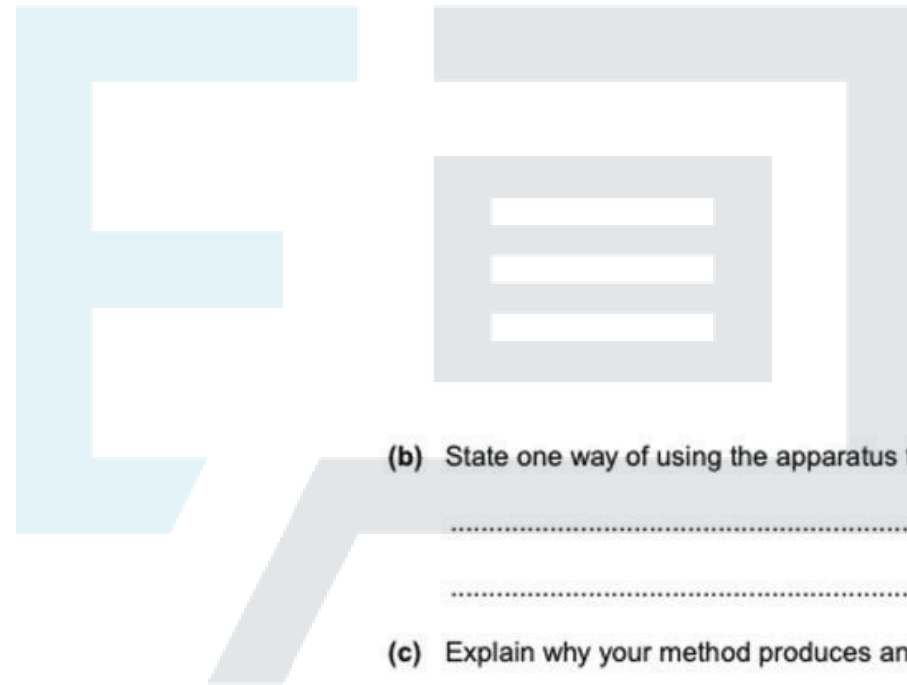 (b) State one way of using the apparatus
................................................................
................................................................
(c) Explain why your method produces an